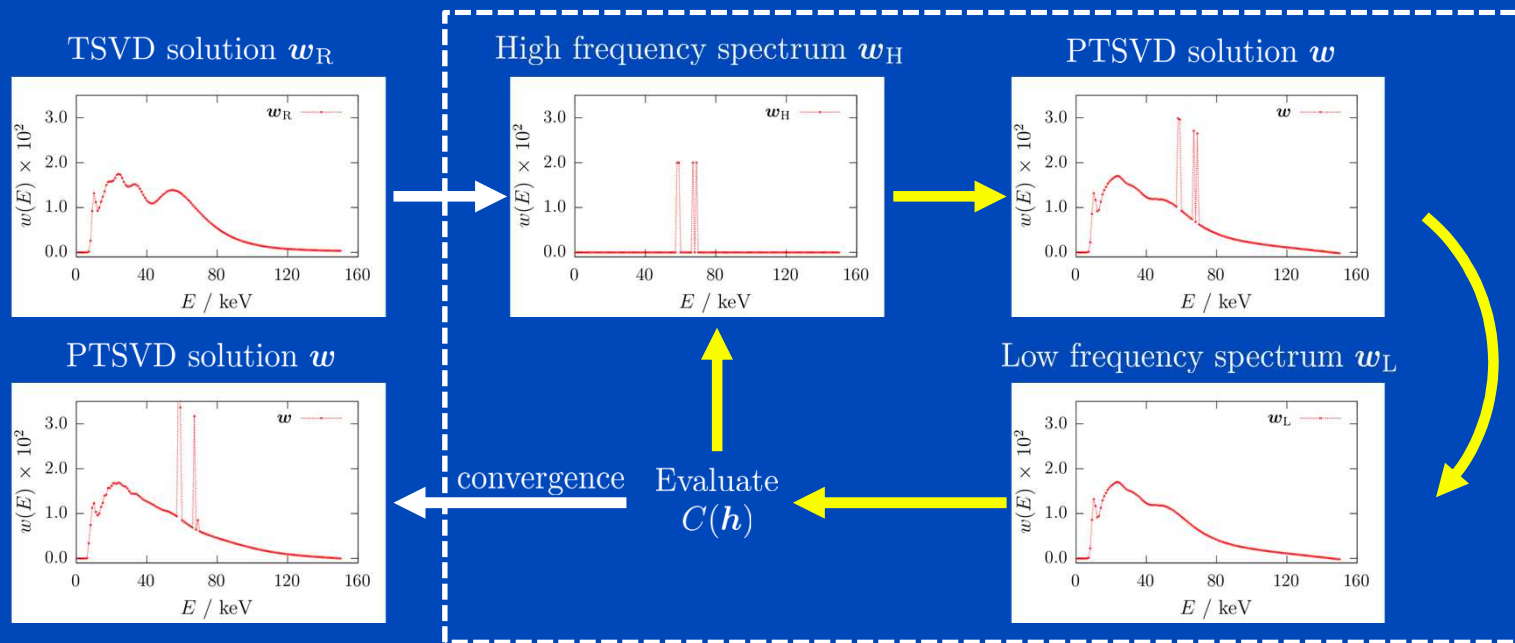 TSVD solution w_R
w_R
w(E) × 10²
3.0
2.0
1.0
0.0
0 40 80 120 160
E / keV
High frequency spectrum w_H
w_H
w(E) × 10²
3.0
2.0
1.0
0.0
0 40 80 120 160
E / keV
PTSVD solution w
w
w(E) × 10²
3.0
2.0
1.0
0.0
0 40 80 120 160
E / keV
PTSVD solution w
w
w(E) × 10²
3.0
2.0
1.0
0.0
0 40 80 120 160
E / keV
convergence
Evaluate
C(h)
Low frequency spectrum w_L
w_L
w(E) × 10²
3.0
2.0
1.0
0.0
0 40 80 120 160
E / keV